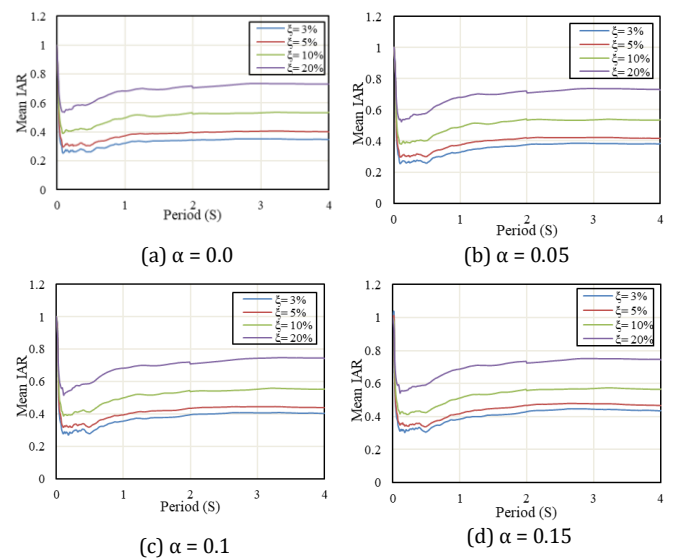 1.2
1
0.8
0.6
0.4
0.2
0
Mean IAR
ξ= 3%
ξ= 5%
ξ= 10%
ξ= 20%
0 1 2 3 4
Period (S)
(a) α = 0.0
1.2
1
0.8
0.6
0.4
0.2
0
Mean IAR
ξ= 3%
ξ= 5%
ξ= 10%
ξ= 20%
0 1 2 3 4
Period (S)
(b) α = 0.05
1.2
1
0.8
0.6
0.4
0.2
0
Mean IAR
ξ= 3%
ξ= 5%
ξ= 10%
ξ= 20%
0 1 2 3 4
Period (S)
(c) α = 0.1
1.2
1
0.8
0.6
0.4
0.2
0
Mean IAR
ξ= 3%
ξ= 5%
ξ= 10%
ξ= 20%
0 1 2 3 4
Period (S)
(d) α = 0.15